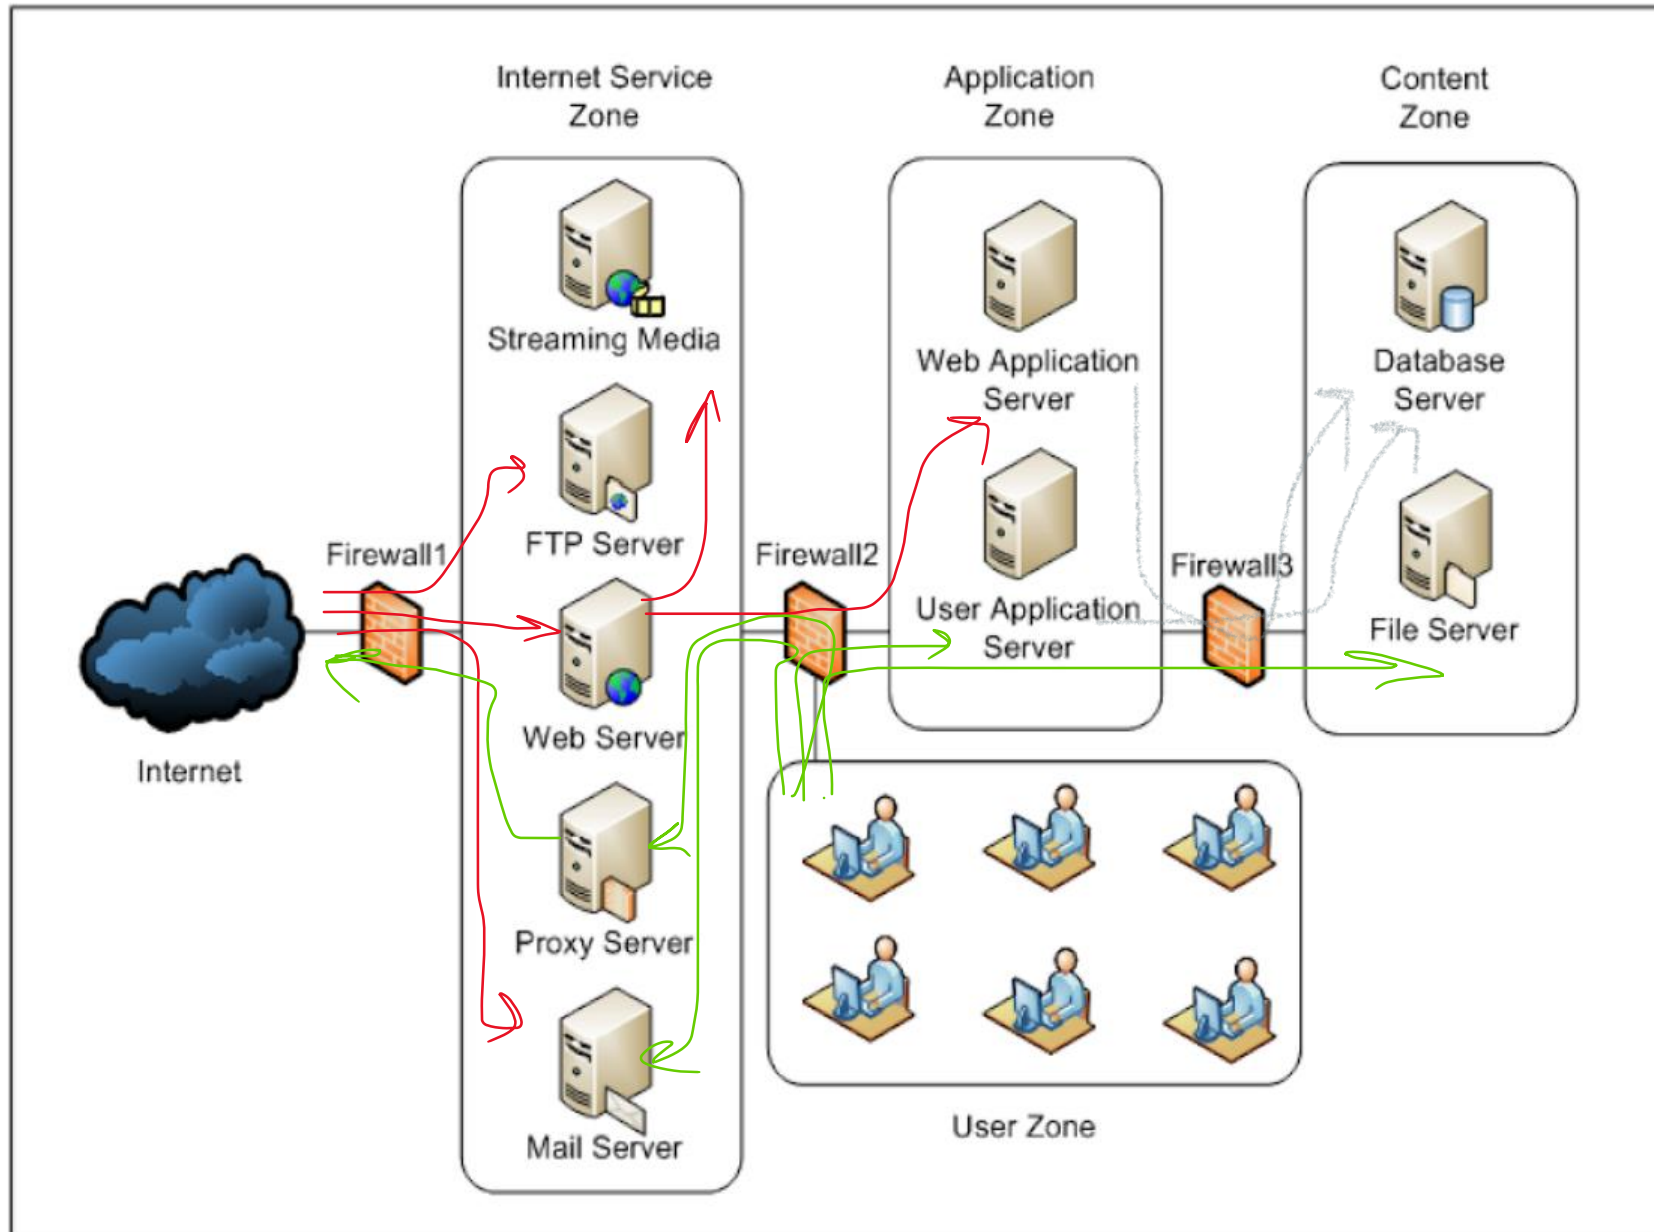 Internet Service
Zone
Application
Zone
Content
Zone
Streaming Media
Web Application
Server
Database
Server
FTP Server
Firewall1
Firewall2
Firewall3
User Application
Server
File Server
Web Server
Internet
Proxy Server
Mail Server
User Zone